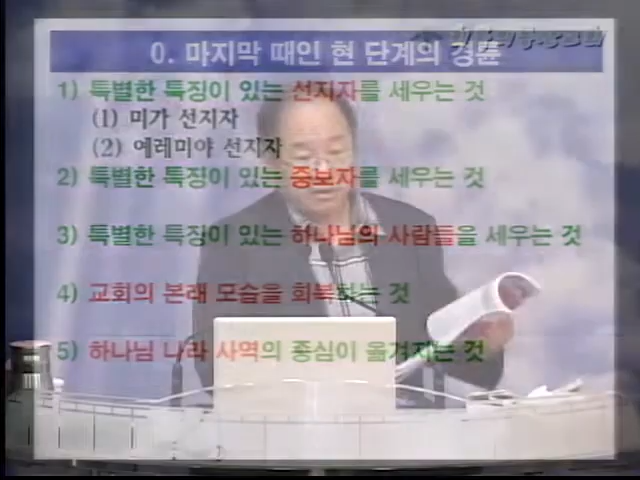 0. 마지막 때인 현 단계의 경륜
1) 특별한 특징이 있는 선지자를 세우는 것
(1) 미가 선지자
(2) 예레미야 선지자
2) 특별한 특징이 있는 중보자를 세우는 것
3) 특별한 특징이 있는 하나님의 사람들을 세우는 것
4) 교회의 본래 모습을 회복하는 것
5) 하나님 나라 사역의 중심이 옮겨지는 것